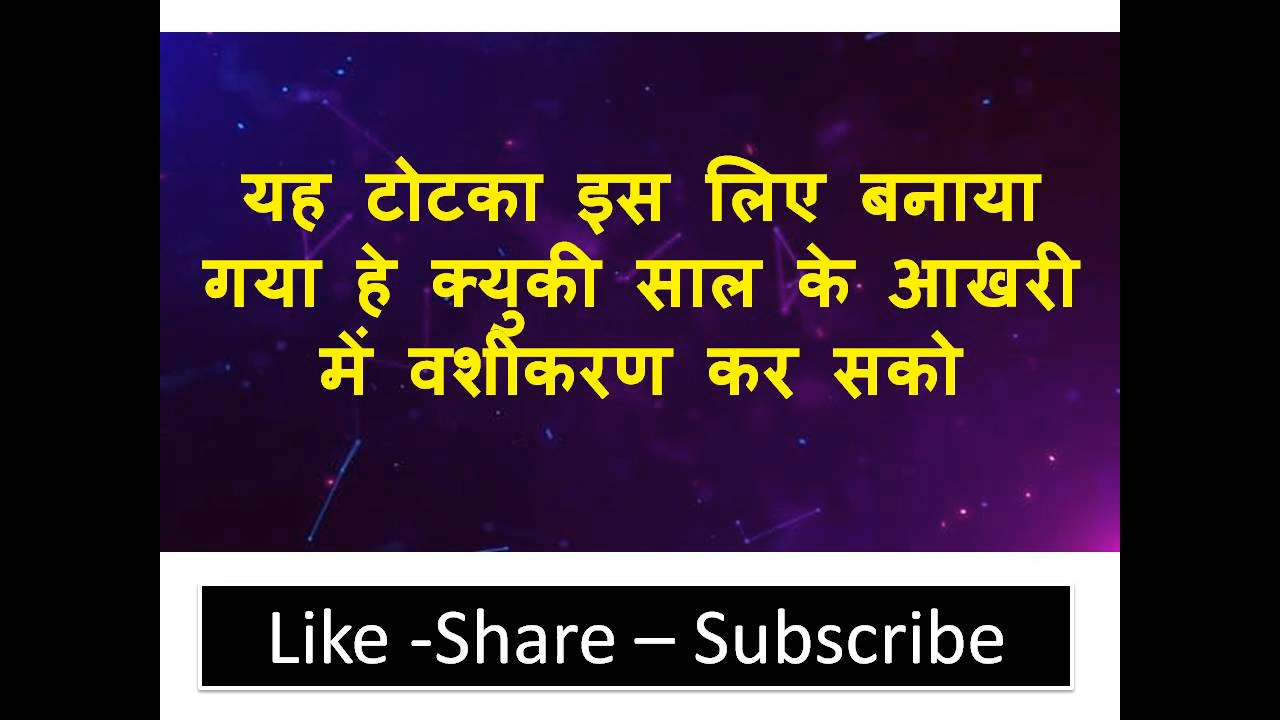 यह टोटका इस लिए बनाया
गया हे क्युकी साल के आखरी
में वशीकरण कर सको
Like -Share – Subscribe